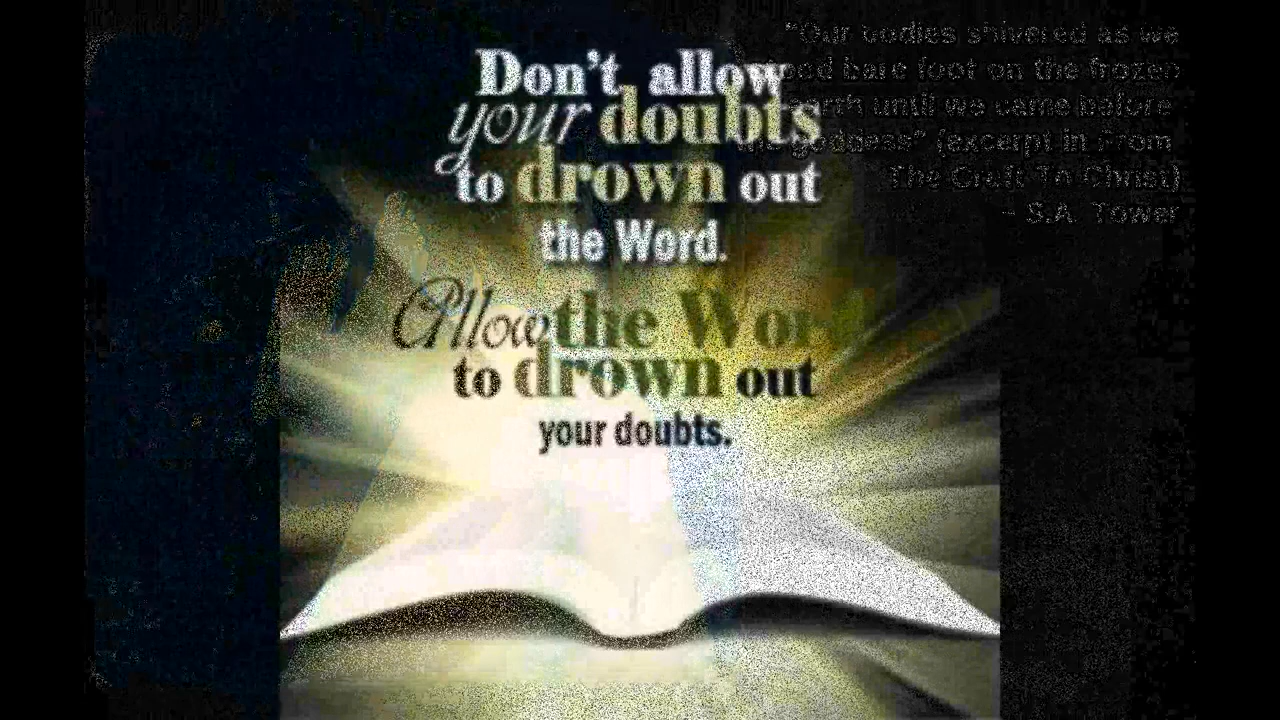 Don't allow
your doubts
to drown out
the Word.
Allow the Word
to drown out
your doubts.
"Our bodies shivered as we
bare foot on the frozen
until we came before
goddess" (excerpt in From
The Craft To Christ)
- S.A. Tower